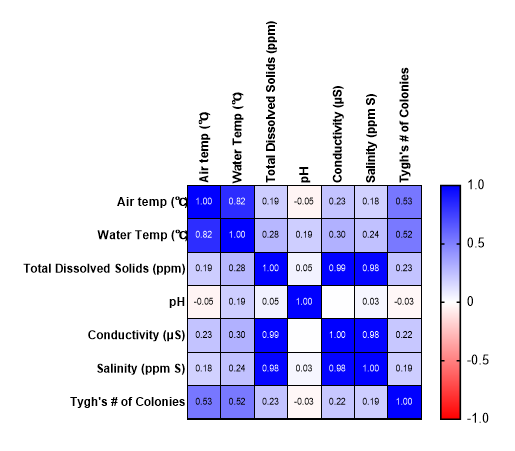 Air temp (℃)
Water Temp (℃)
Total Dissolved Solids (ppm)
pH
Conductivity (µS)
Salinity (ppm S)
Tygh's # of Colonies
Air temp (℃) 1.00 0.82 0.19 -0.05 0.23 0.18 0.53
Water Temp (℃) 0.82 1.00 0.28 0.19 0.30 0.24 0.52
Total Dissolved Solids (ppm) 0.19 0.28 1.00 0.05 0.99 0.98 0.23
pH -0.05 0.19 0.05 1.00 0.03 -0.03
Conductivity (µS) 0.23 0.30 0.99 1.00 0.98 0.22
Salinity (ppm S) 0.18 0.24 0.98 0.03 0.98 1.00 0.19
Tygh's # of Colonies 0.53 0.52 0.23 -0.03 0.22 0.19 1.00
1.0
0.5
0
-0.5
-1.0